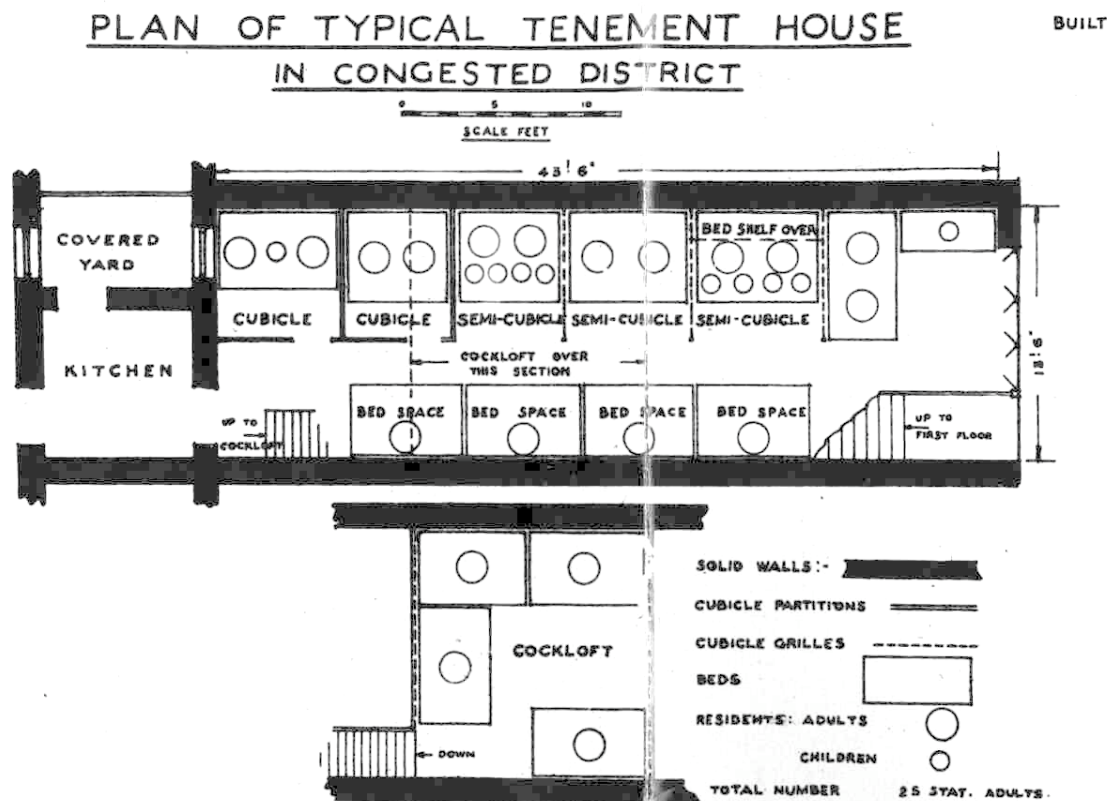 PLAN OF TYPICAL TENEMENT HOUSE
IN CONGESTED DISTRICT
BUILT
0 5 10
SCALE FEET
43' 6"
COVERED
YARD
KITCHEN
BED SHELF OVER
CUBICLE
CUBICLE
SEMI-CUBICLE
SEMI-CUBICLE
SEMI-CUBICLE
COCKLOFT OVER
THIS SECTION
13' 6"
UP TO
COCKLOFT
BED SPACE
BED SPACE
BED SPACE
BED SPACE
UP TO
FIRST FLOOR
COCKLOFT
DOWN
SOLID WALLS:-
CUBICLE PARTITIONS
CUBICLE GRILLES
BEDS
RESIDENTS: ADULTS
CHILDREN
TOTAL NUMBER 25 STAT. ADULTS.